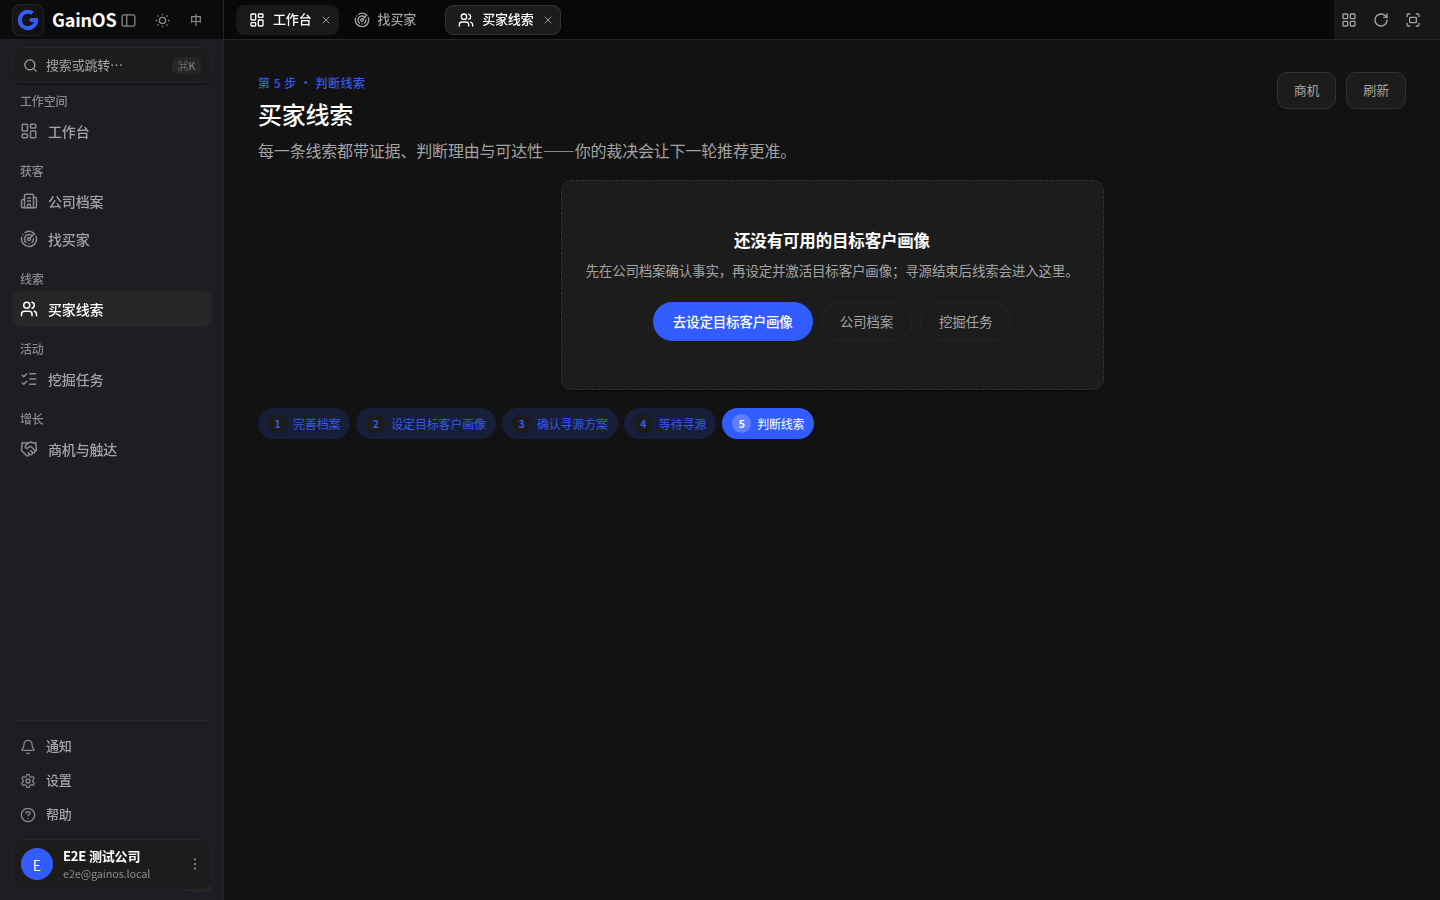 GainOS
中
工作台
找买家
买家线索
搜索或跳转…
⌘K
工作空间
工作台
获客
公司档案
找买家
线索
买家线索
活动
挖掘任务
增长
商机与触达
通知
设置
帮助
E
E2E 测试公司
e2e@gainos.local
第 5 步 · 判断线索
买家线索
每一条线索都带证据、判断理由与可达性——你的裁决会让下一轮推荐更准。
商机
刷新
还没有可用的目标客户画像
先在公司档案确认事实，再设定并激活目标客户画像；寻源结束后线索会进入这里。
去设定目标客户画像
公司档案
挖掘任务
1 完善档案
2 设定目标客户画像
3 确认寻源方案
4 等待寻源
5 判断线索